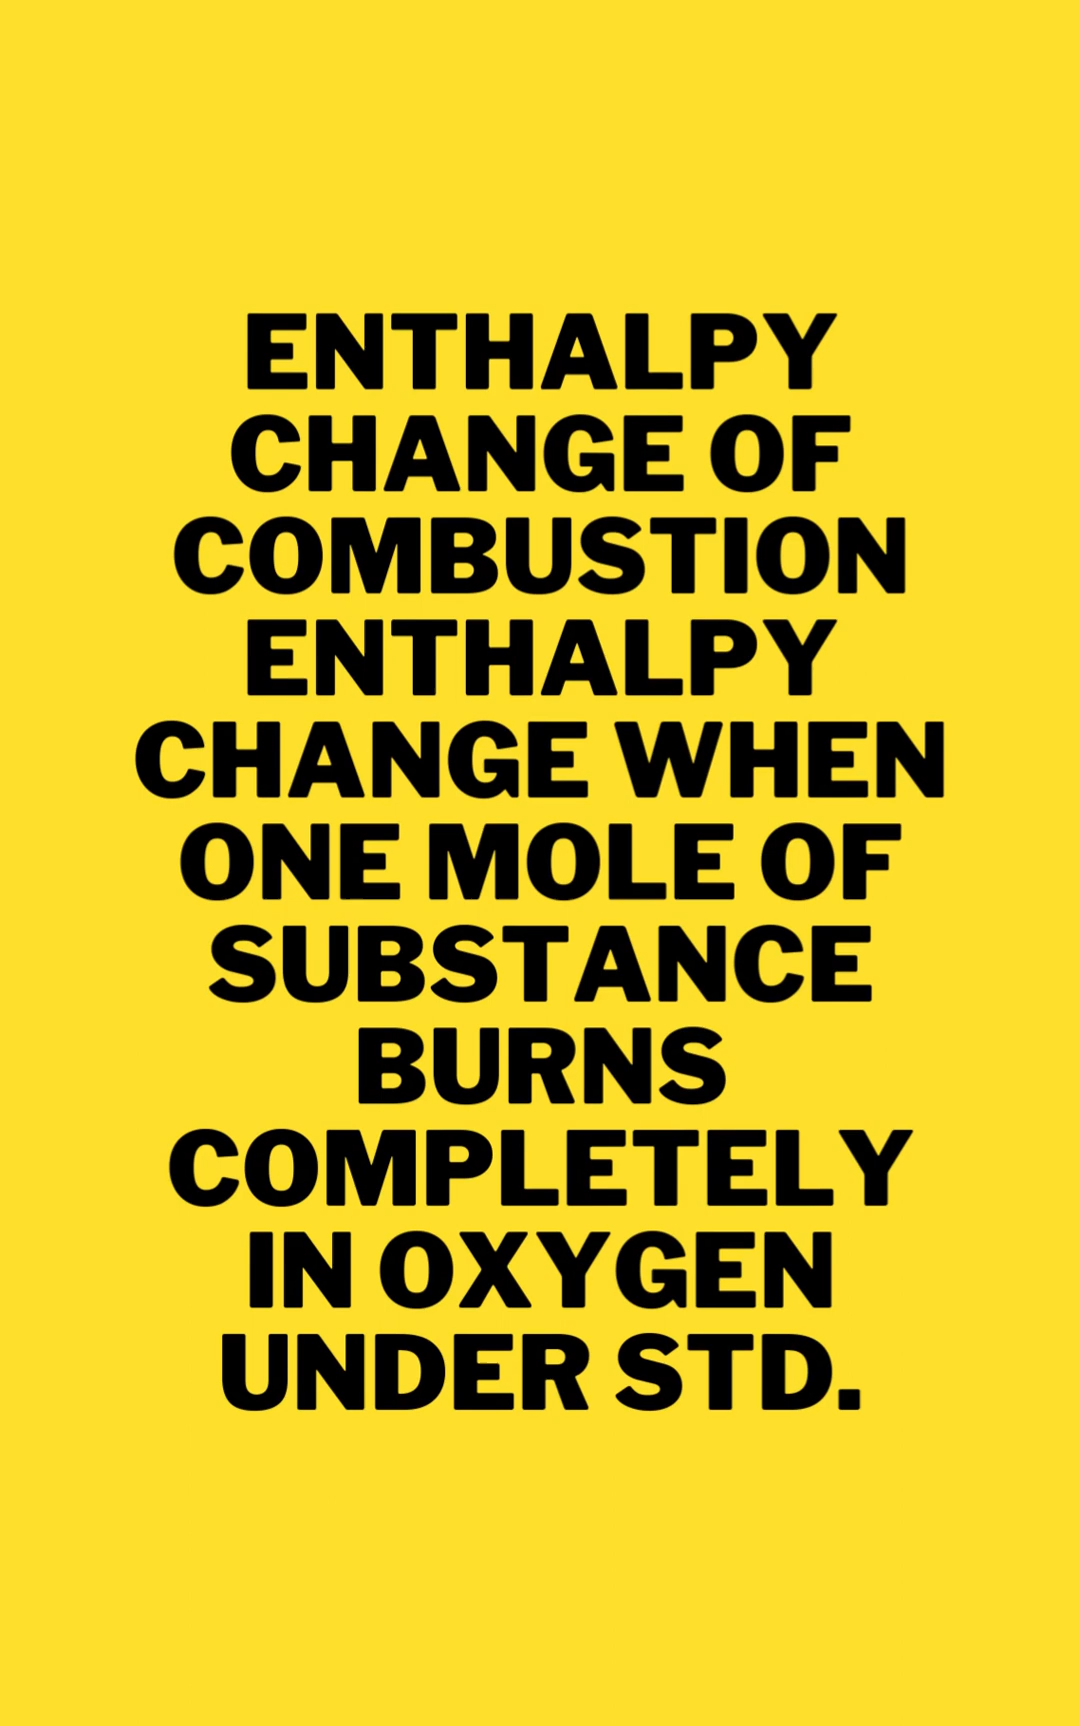 ENTHALPY
CHANGE OF
COMBUSTION
ENTHALPY
CHANGE WHEN
ONE MOLE OF
SUBSTANCE
BURNS
COMPLETELY
IN OXYGEN
UNDER STD.